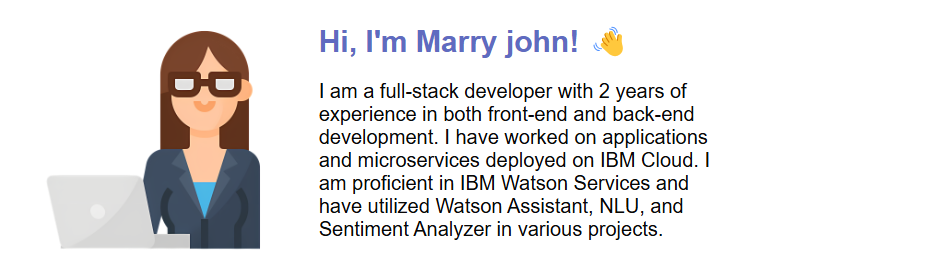 Hi, I'm Marry john! 👋
I am a full-stack developer with 2 years of
experience in both front-end and back-end
development. I have worked on applications
and microservices deployed on IBM Cloud. I
am proficient in IBM Watson Services and
have utilized Watson Assistant, NLU, and
Sentiment Analyzer in various projects.